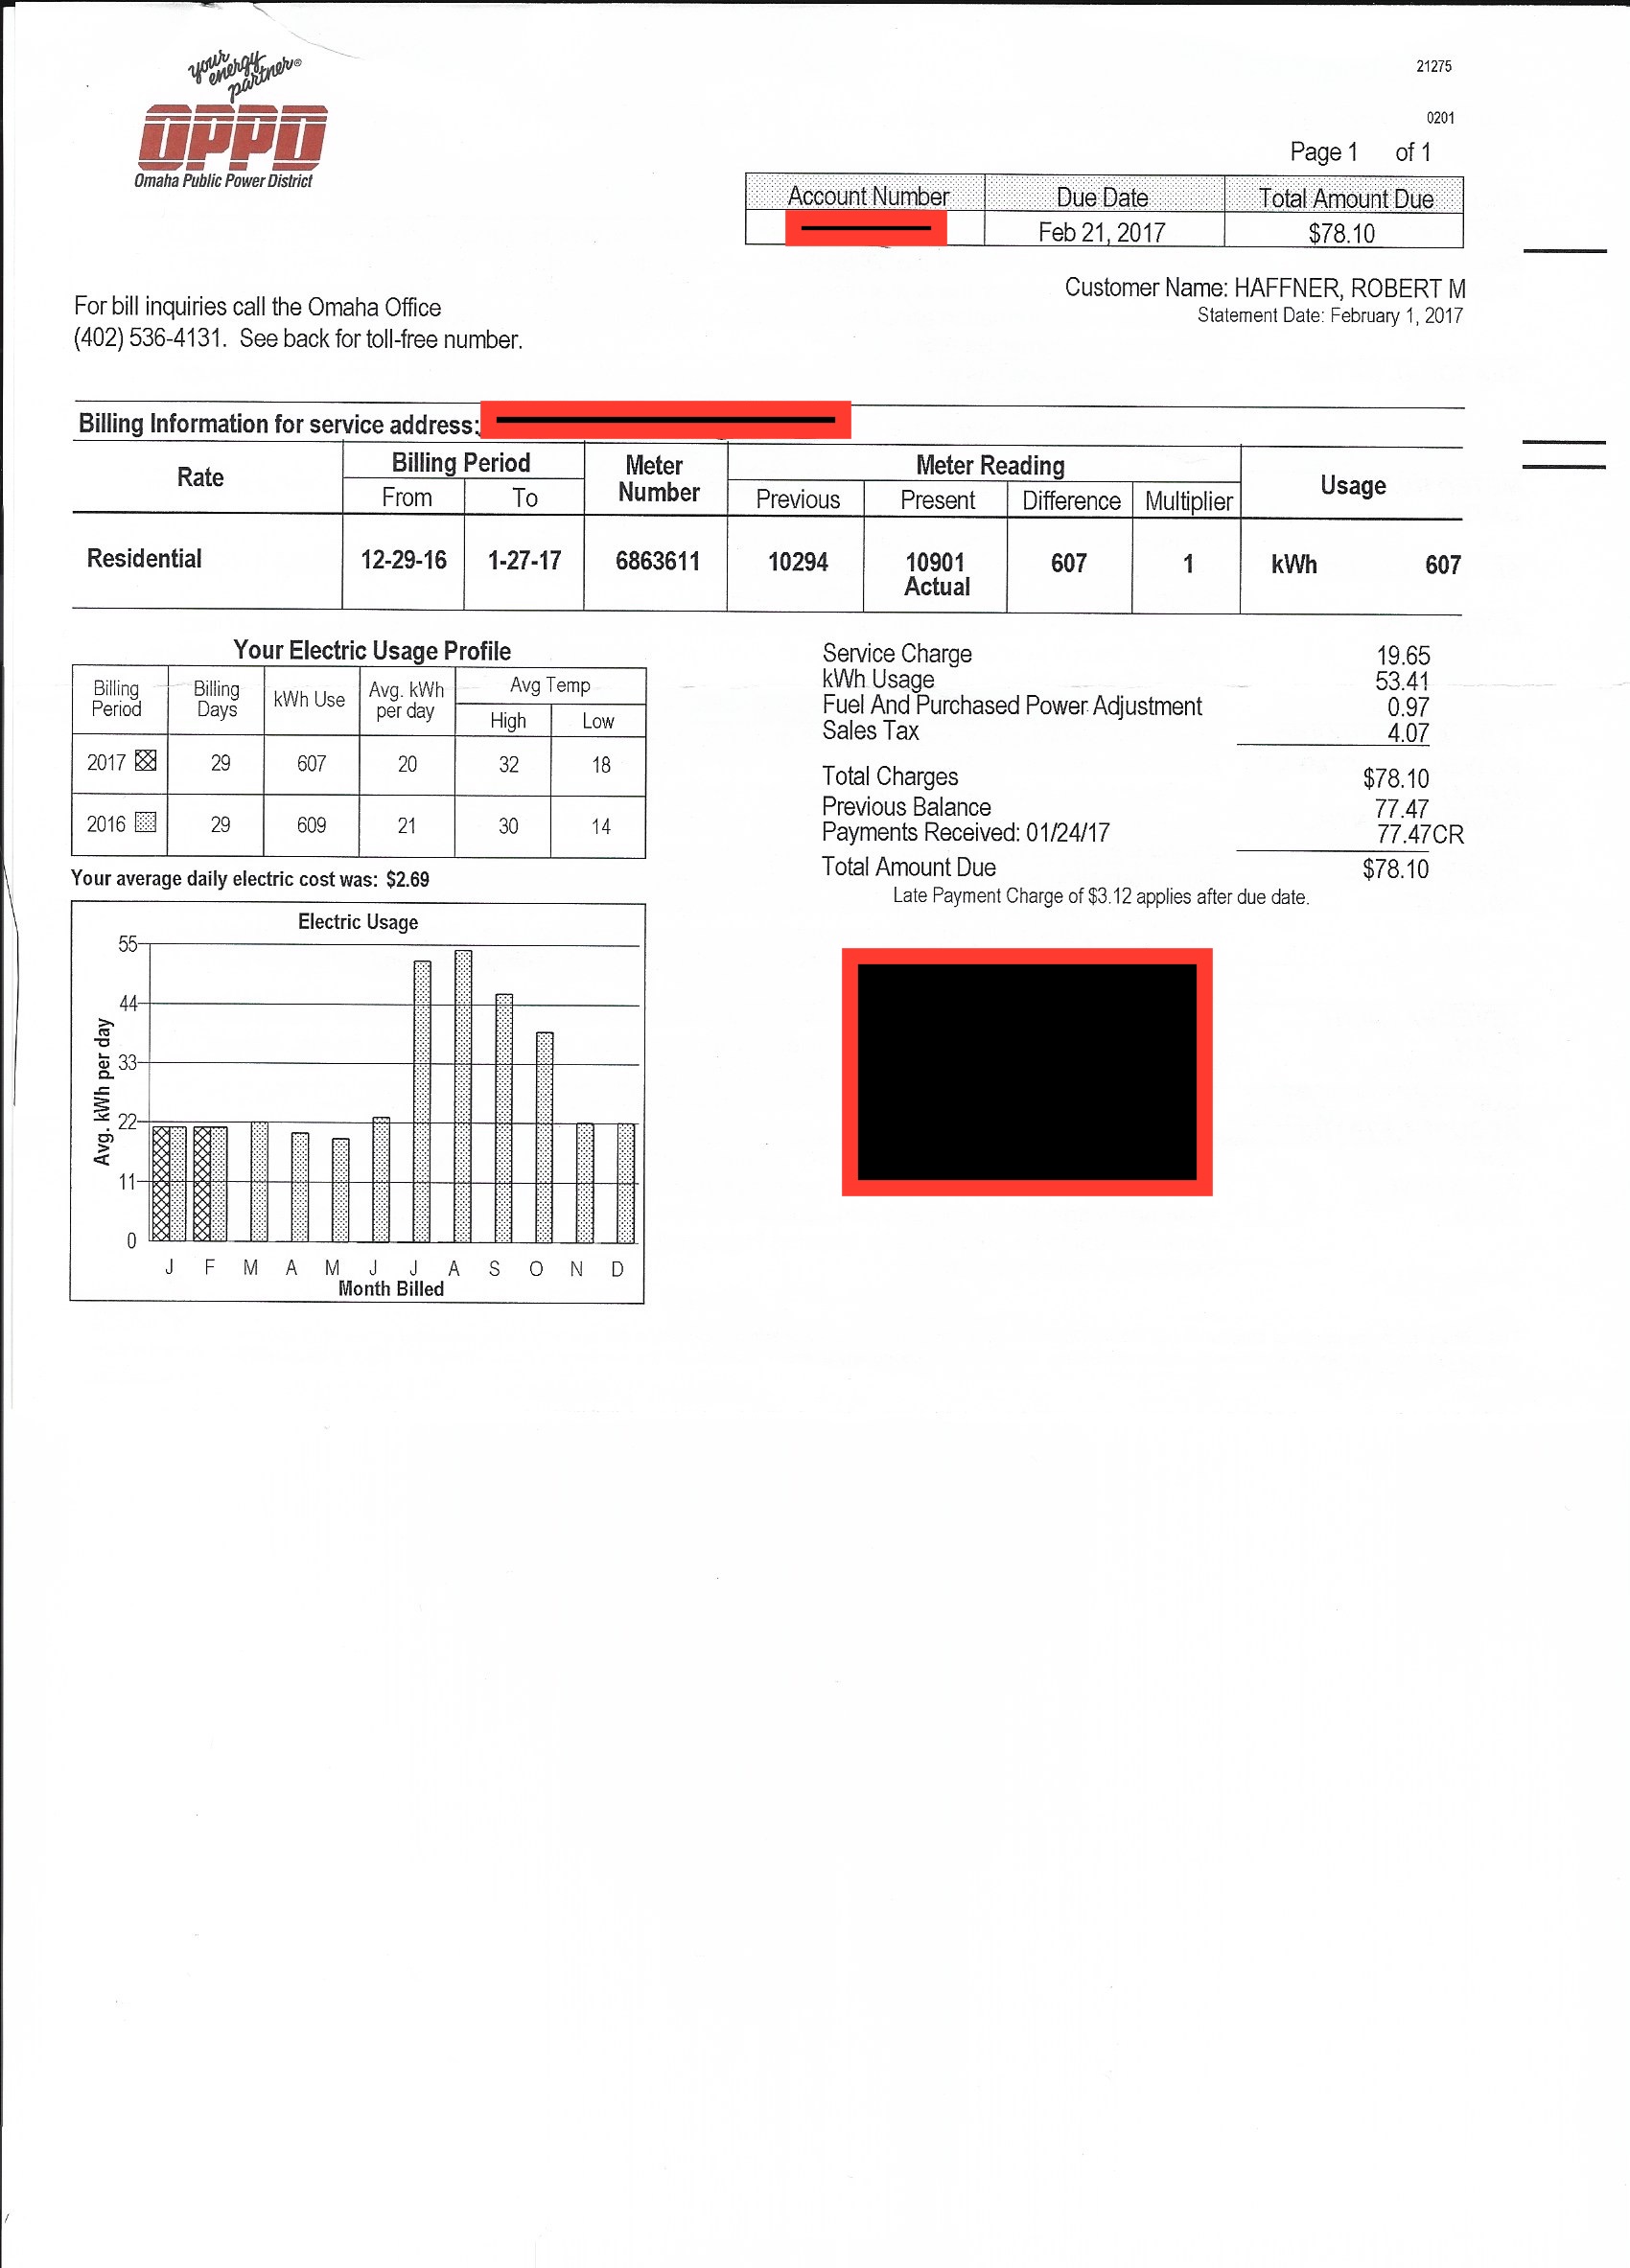 your
energy
partner®
OPPD
Omaha Public Power District
21275
0201
Page 1 of 1
Account Number Due Date Total Amount Due
Feb 21, 2017 $78.10
Customer Name: HAFFNER, ROBERT M
Statement Date: February 1, 2017
For bill inquiries call the Omaha Office
(402) 536-4131. See back for toll-free number.
Billing Information for service address:
Rate Billing Period Meter Number Meter Reading Usage
From To Previous Present Difference Multiplier
Residential 12-29-16 1-27-17 6863611 10294 10901 607 1 kWh 607
Actual
Your Electric Usage Profile
Billing Period Billing Days kWh Use Avg. kWh per day Avg Temp
High Low
2017 29 607 20 32 18
2016 29 609 21 30 14
Your average daily electric cost was: $2.69
Service Charge 19.65
kWh Usage 53.41
Fuel And Purchased Power Adjustment 0.97
Sales Tax 4.07
Total Charges $78.10
Previous Balance 77.47
Payments Received: 01/24/17 77.47CR
Total Amount Due $78.10
Late Payment Charge of $3.12 applies after due date.
Electric Usage
Avg. kWh per day
55
44
33
22
11
0
J F M A M J J A S O N D
Month Billed